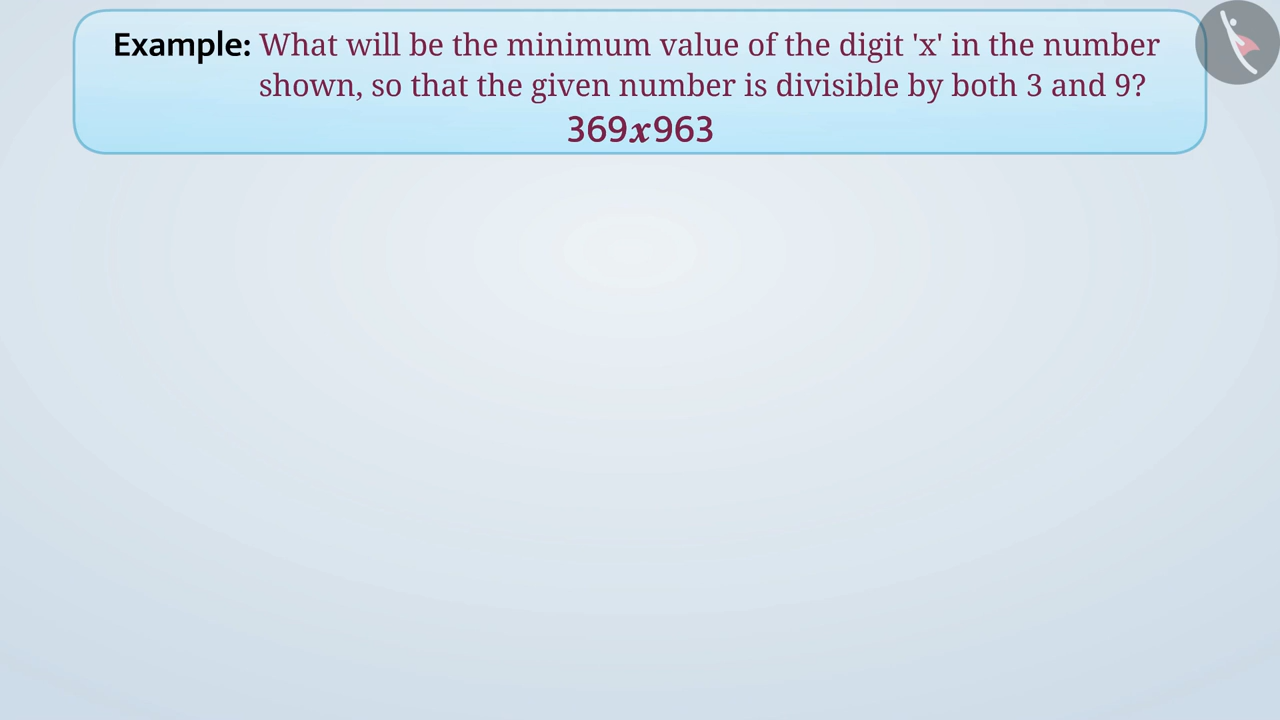 Example: What will be the minimum value of the digit 'x' in the number
shown, so that the given number is divisible by both 3 and 9?
369x963